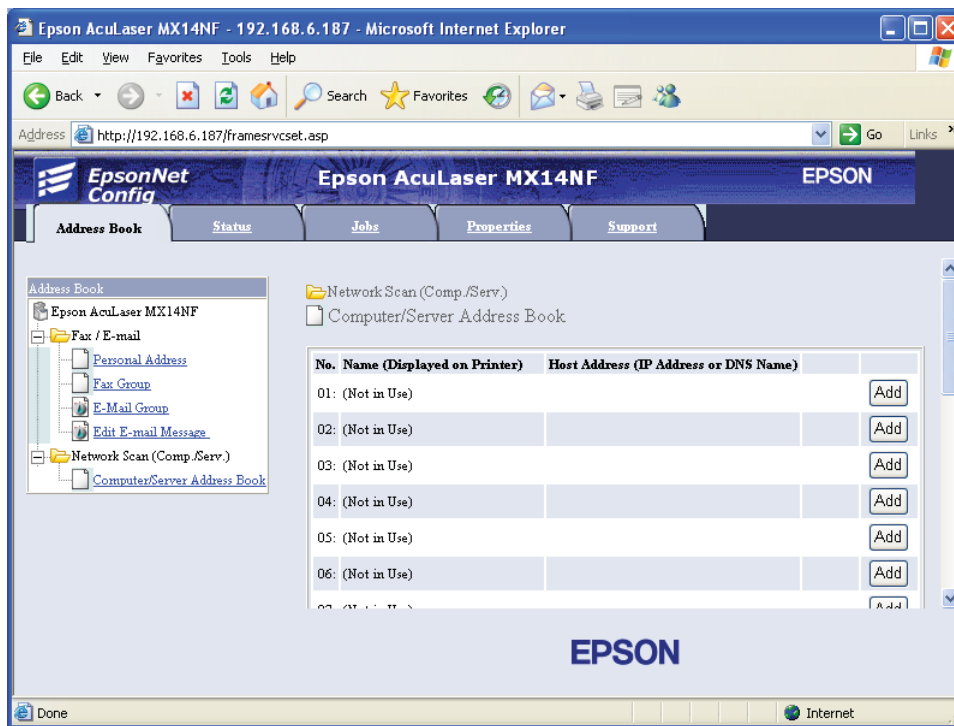 Epson AcuLaser MX14NF - 192.168.6.187 - Microsoft Internet Explorer
File Edit View Favorites Tools Help
Back Search Favorites
Address http://192.168.6.187/framesrvcset.asp Go Links
EpsonNet
Config
Epson AcuLaser MX14NF
EPSON
Address Book Status Jobs Properties Support
Address Book
Epson AcuLaser MX14NF
Fax / E-mail
Personal Address
Fax Group
E-Mail Group
Edit E-mail Message
Network Scan (Comp./Serv.)
Computer/Server Address Book
Network Scan (Comp./Serv.)
Computer/Server Address Book
No. Name (Displayed on Printer) Host Address (IP Address or DNS Name)
01: (Not in Use) Add
02: (Not in Use) Add
03: (Not in Use) Add
04: (Not in Use) Add
05: (Not in Use) Add
06: (Not in Use) Add
EPSON
Done Internet